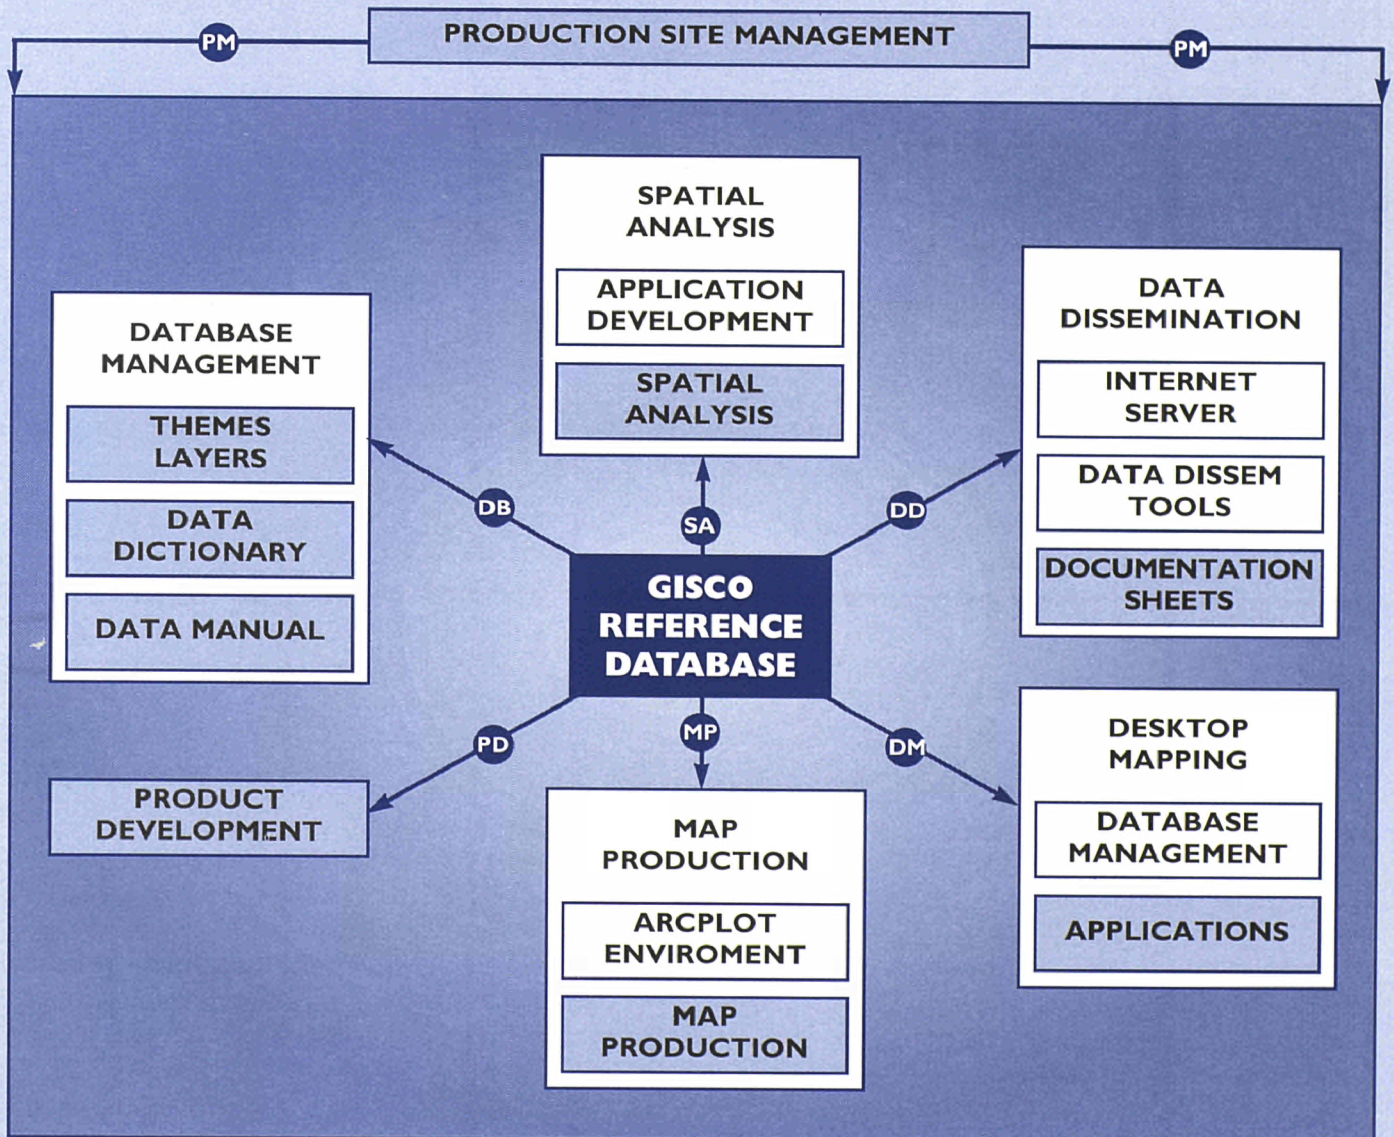 PRODUCTION SITE MANAGEMENT
PM
PM
SPATIAL
ANALYSIS
APPLICATION
DEVELOPMENT
SPATIAL
ANALYSIS
DATA
DISSEMINATION
INTERNET
SERVER
DATA DISSEM
TOOLS
DOCUMENTATION
SHEETS
DATABASE
MANAGEMENT
THEMES
LAYERS
DATA
DICTIONARY
DATA MANUAL
DB
SA
DD
GISCO
REFERENCE
DATABASE
PD
MP
DM
PRODUCT
DEVELOPMENT
MAP
PRODUCTION
ARCPLOT
ENVIROMENT
MAP
PRODUCTION
DESKTOP
MAPPING
DATABASE
MANAGEMENT
APPLICATIONS